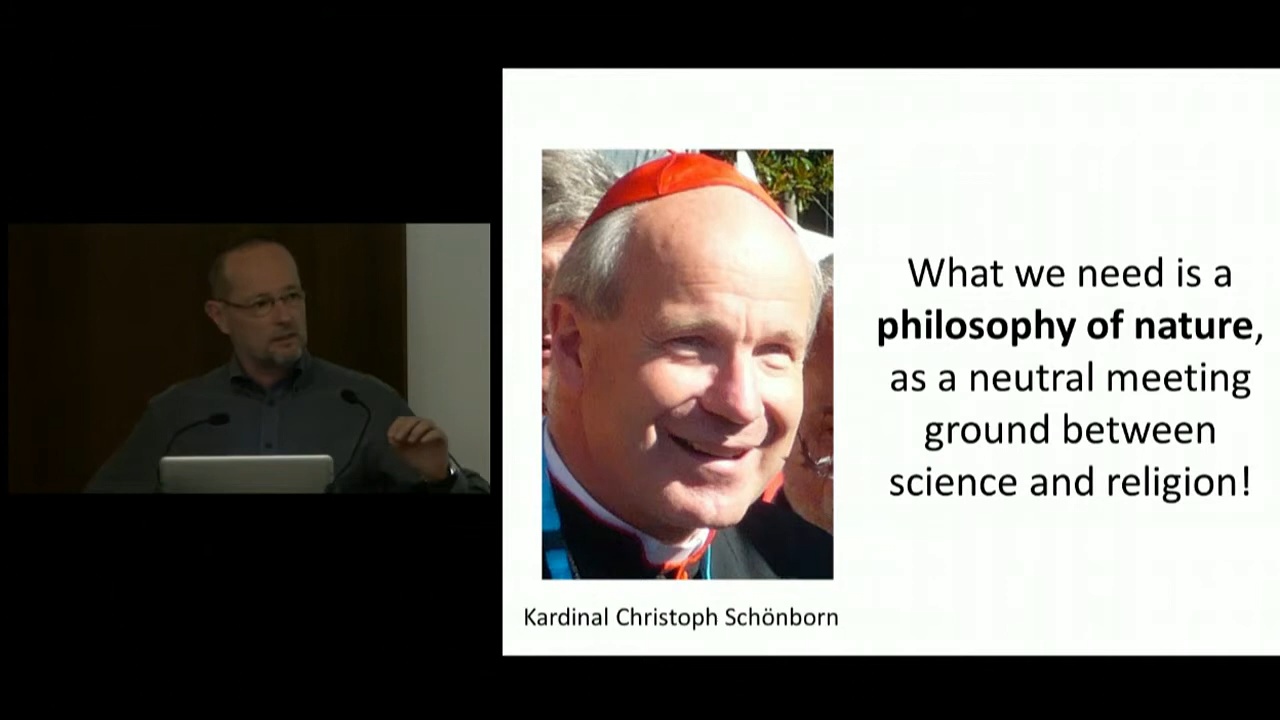 What we need is a
philosophy of nature,
as a neutral meeting
ground between
science and religion!
Kardinal Christoph Schönborn